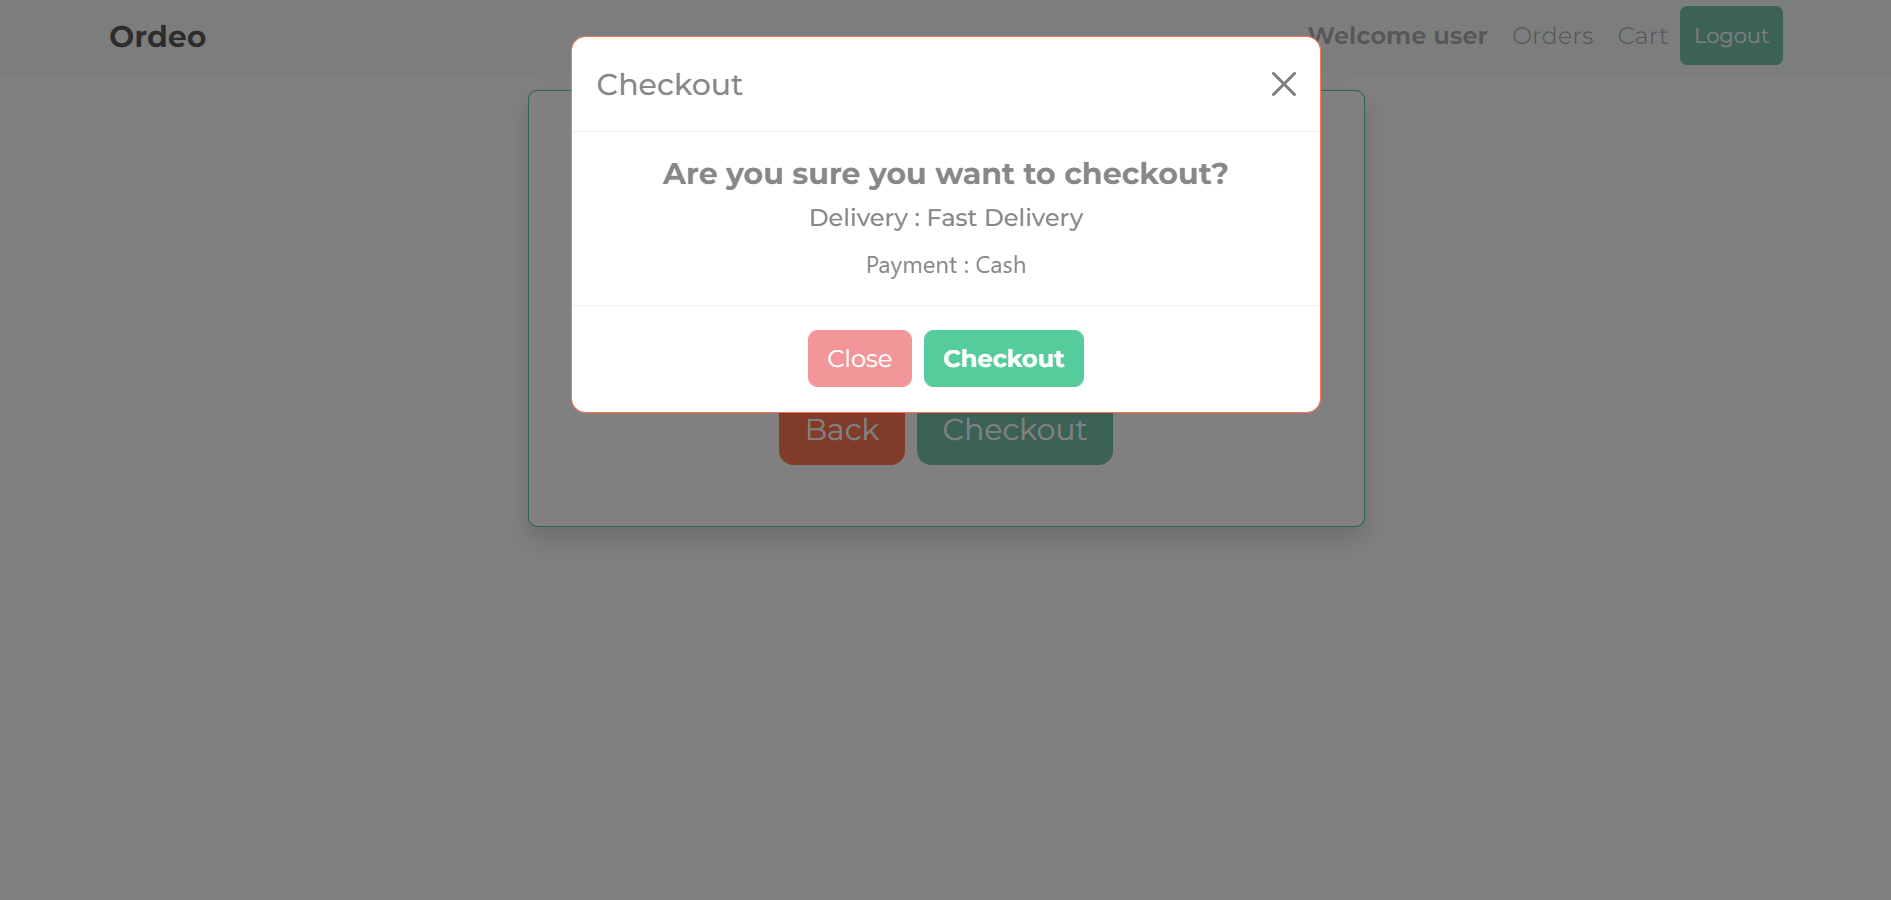 Ordeo
Welcome user Orders Cart Logout
Checkout
Are you sure you want to checkout?
Delivery : Fast Delivery
Payment : Cash
Close Checkout
Back Checkout